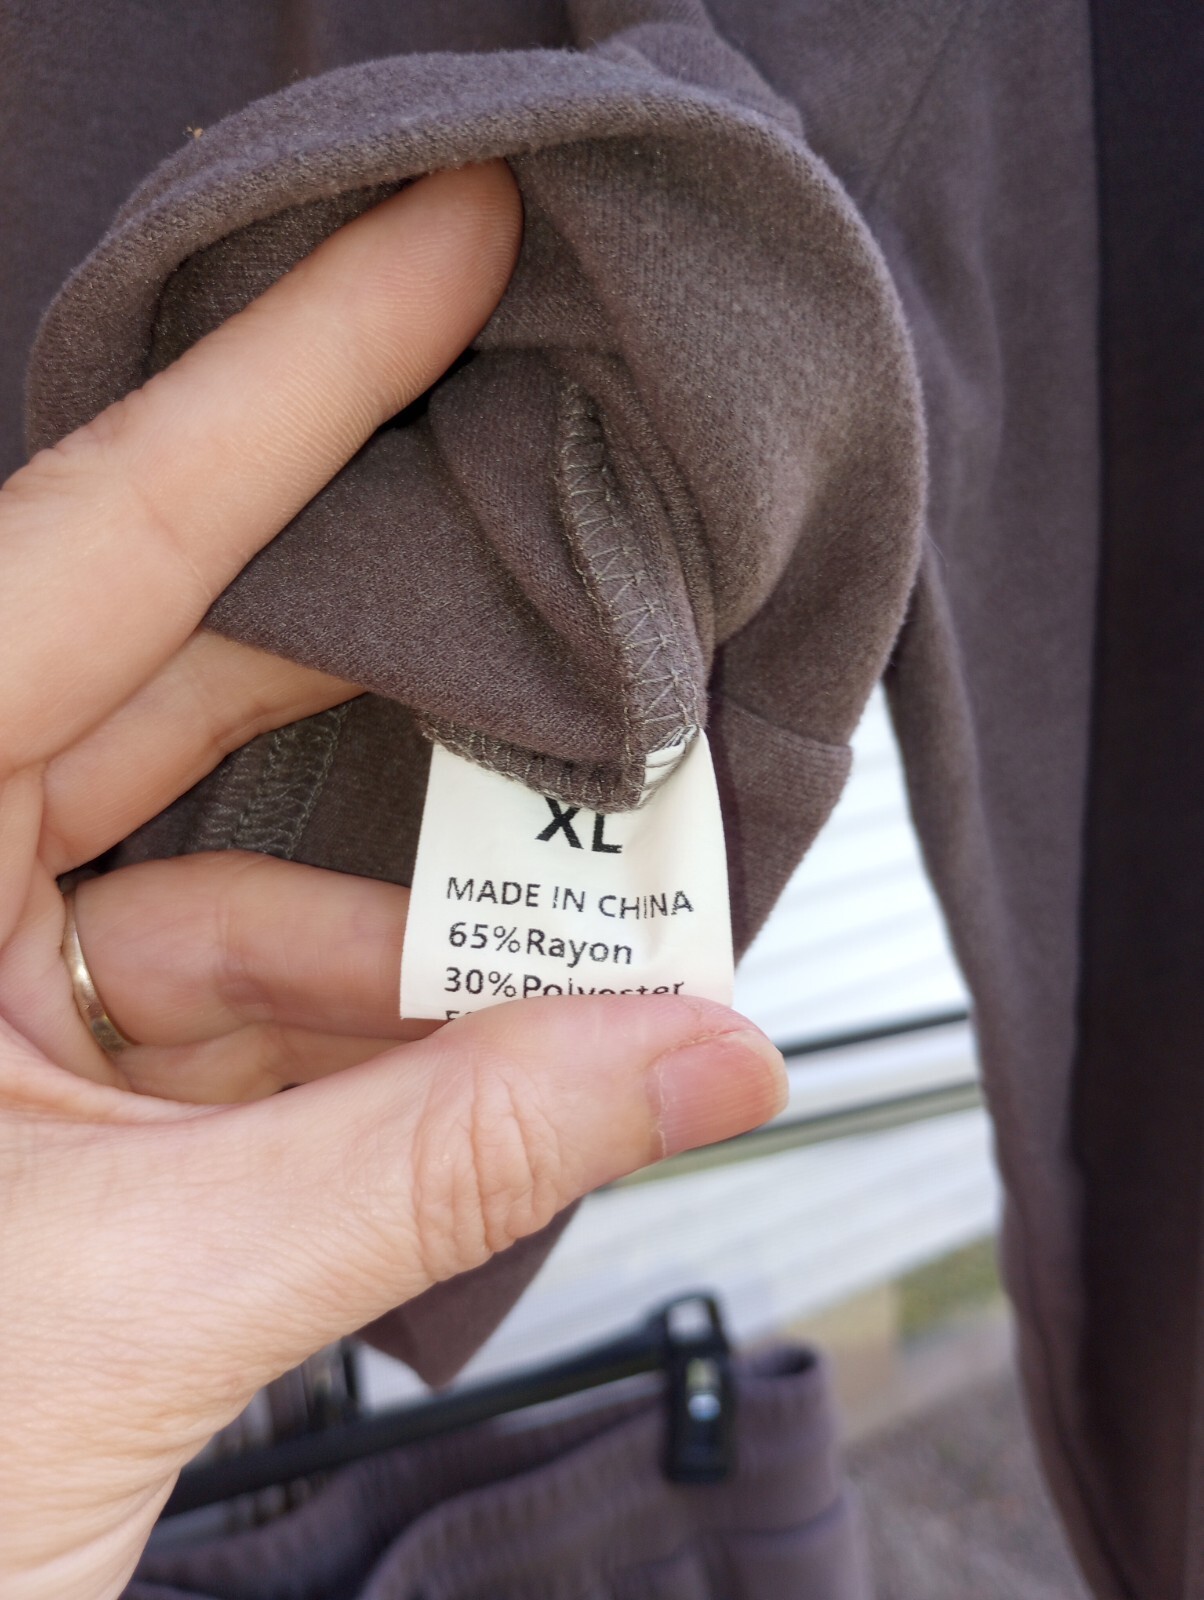 XL
MADE IN CHINA
65%Rayon
30%Polyester